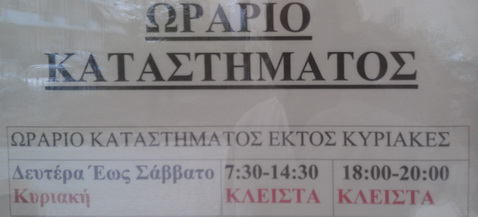 ΩΡΑΡΙΟ
ΚΑΤΑΣΤΗΜΑΤΟΣ
ΩΡΑΡΙΟ ΚΑΤΑΣΤΗΜΑΤΟΣ ΕΚΤΟΣ ΚΥΡΙΑΚΕΣ
Δευτέρα Έως Σάββατο 7:30-14:30 18:00-20:00
Κυριακή ΚΛΕΙΣΤΑ ΚΛΕΙΣΤΑ